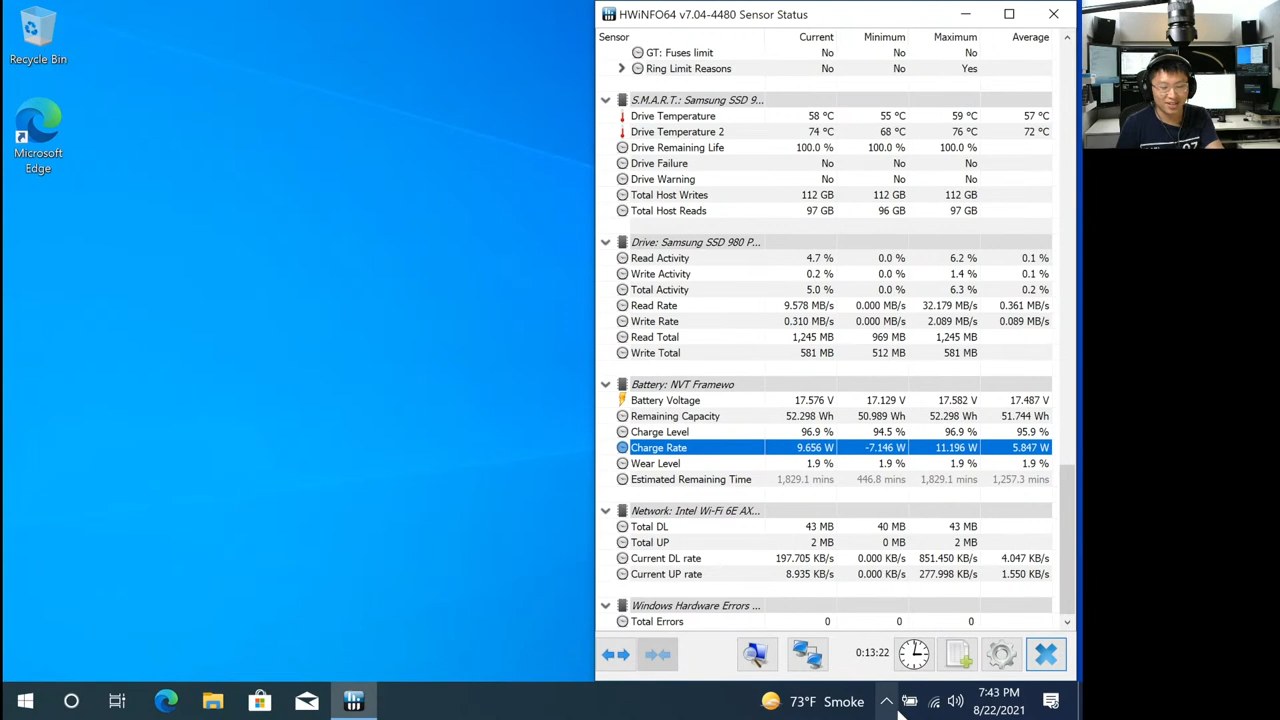 Recycle Bin
Microsoft
Edge
HWiNFO64 v7.04-4480 Sensor Status
Sensor Current Minimum Maximum Average
GT: Fuses limit No No No
Ring Limit Reasons No No Yes
S.M.A.R.T.: Samsung SSD 9...
Drive Temperature 58 °C 55 °C 59 °C 57 °C
Drive Temperature 2 74 °C 68 °C 76 °C 72 °C
Drive Remaining Life 100.0 % 100.0 % 100.0 %
Drive Failure No No No
Drive Warning No No No
Total Host Writes 112 GB 112 GB 112 GB
Total Host Reads 97 GB 96 GB 97 GB
Drive: Samsung SSD 980 P...
Read Activity 4.7 % 0.0 % 6.2 % 0.1 %
Write Activity 0.2 % 0.0 % 1.4 % 0.1 %
Total Activity 5.0 % 0.0 % 6.3 % 0.2 %
Read Rate 9.578 MB/s 0.000 MB/s 32.179 MB/s 0.361 MB/s
Write Rate 0.310 MB/s 0.000 MB/s 2.089 MB/s 0.089 MB/s
Read Total 1,245 MB 969 MB 1,245 MB
Write Total 581 MB 512 MB 581 MB
Battery: NVT Framewo
Battery Voltage 17.576 V 17.129 V 17.582 V 17.487 V
Remaining Capacity 52.298 Wh 50.989 Wh 52.298 Wh 51.744 Wh
Charge Level 96.9 % 94.5 % 96.9 % 95.9 %
Charge Rate 9.656 W -7.146 W 11.196 W 5.847 W
Wear Level 1.9 % 1.9 % 1.9 % 1.9 %
Estimated Remaining Time 1,829.1 mins 446.8 mins 1,829.1 mins 1,257.3 mins
Network: Intel Wi-Fi 6E AX...
Total DL 43 MB 40 MB 43 MB
Total UP 2 MB 0 MB 2 MB
Current DL rate 197.705 KB/s 0.000 KB/s 851.450 KB/s 4.047 KB/s
Current UP rate 8.935 KB/s 0.000 KB/s 277.998 KB/s 1.550 KB/s
Windows Hardware Errors ...
Total Errors 0 0 0
0:13:22
73°F Smoke
7:43 PM
8/22/2021